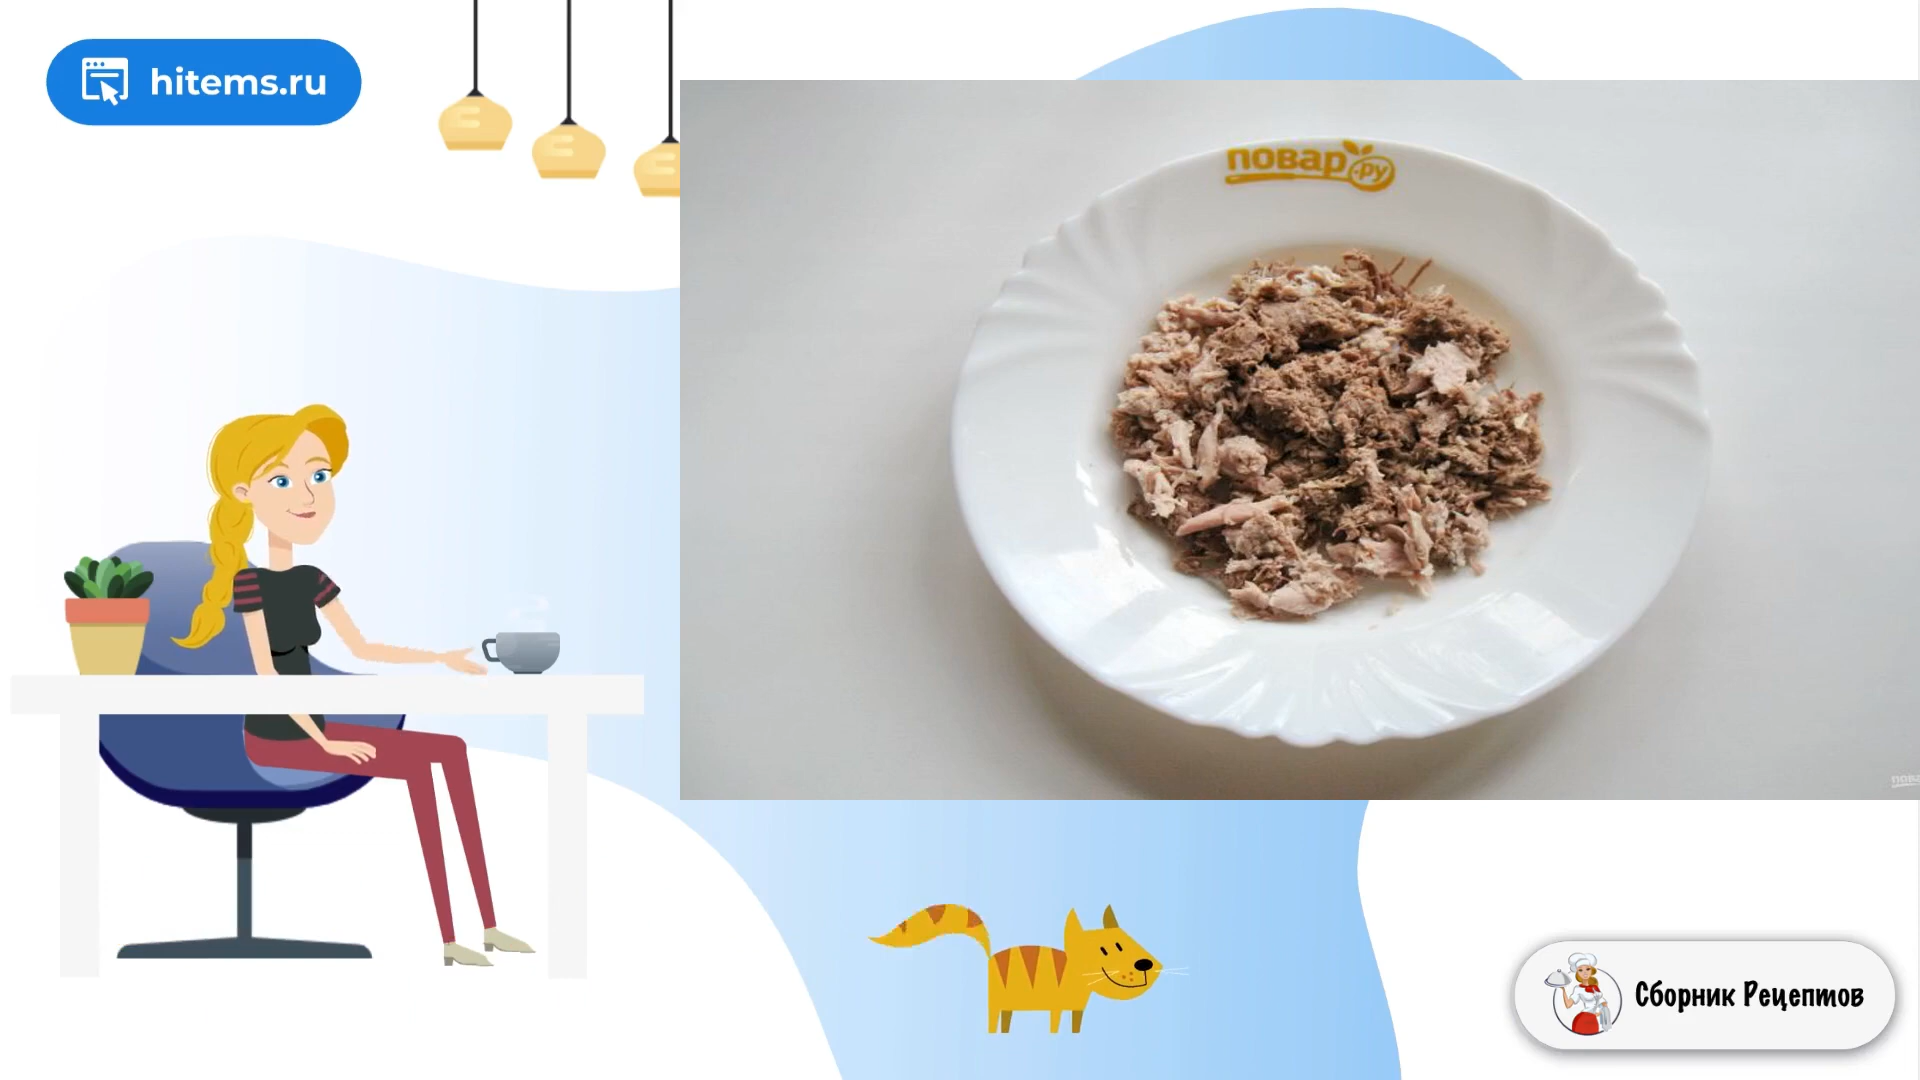 hitems.ru
повар.ру
Сборник Рецептов